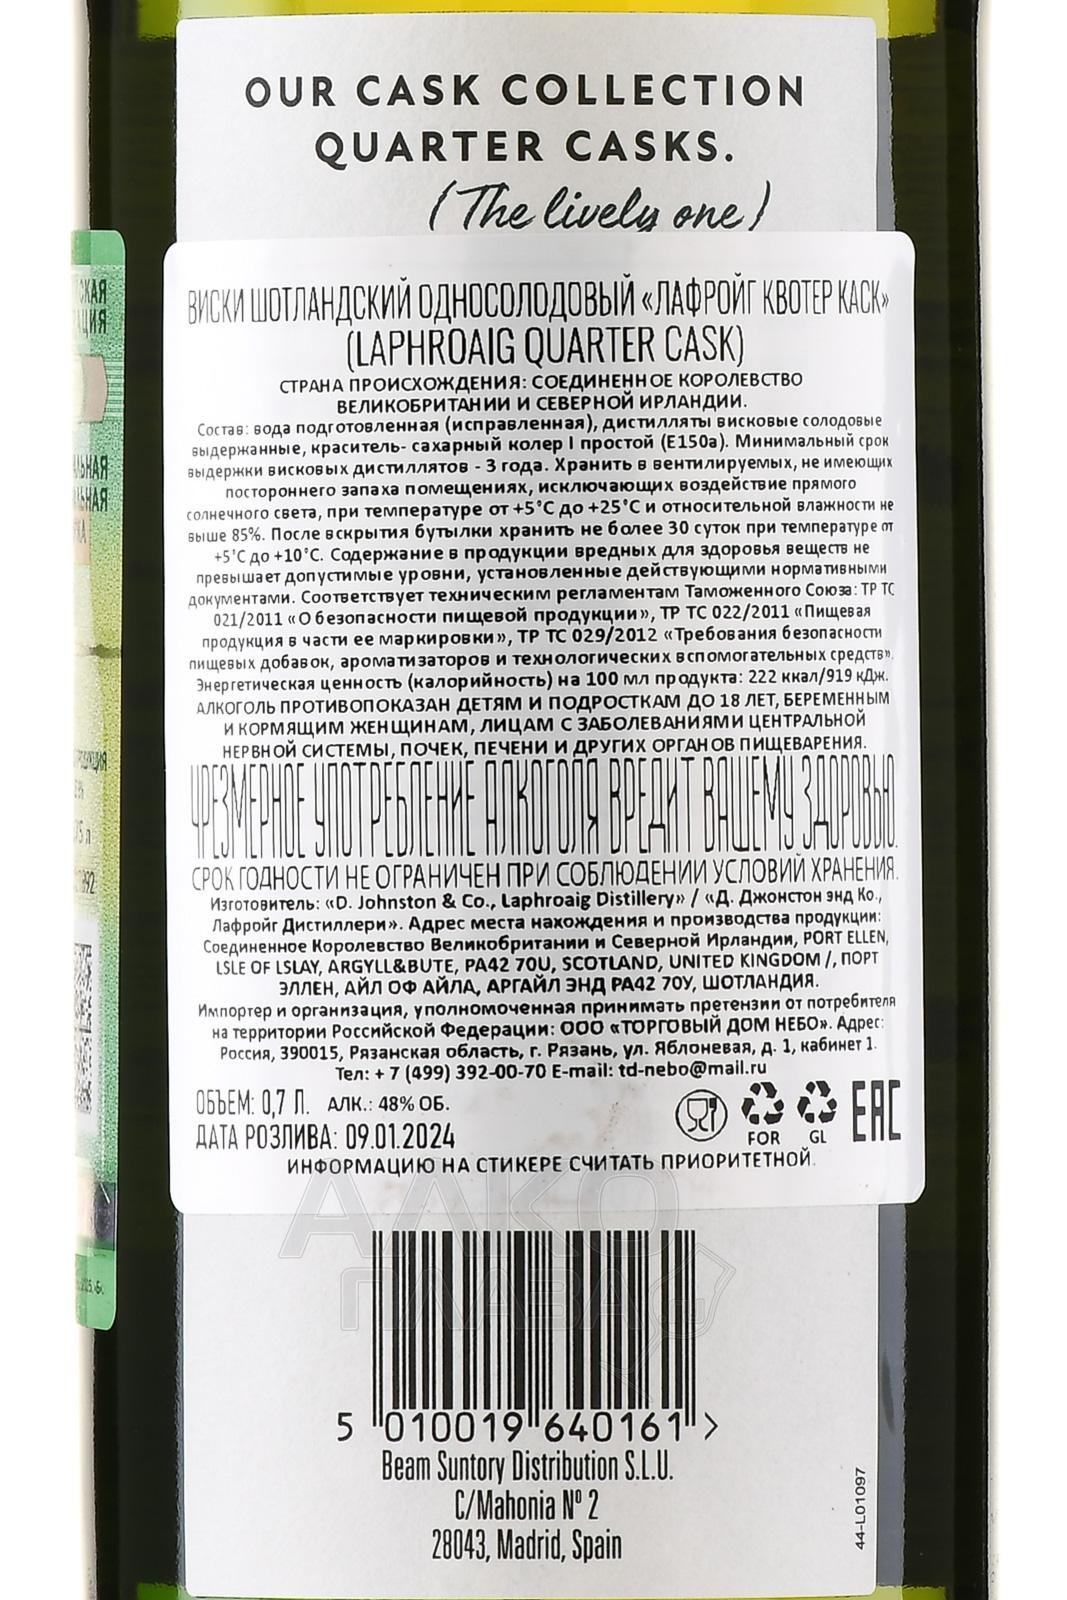 OUR CASK COLLECTION
QUARTER CASKS.
(The lively one)
ВИСКИ ШОТЛАНДСКИЙ ОДНОСОЛОДОВЫЙ «ЛАФРОЙГ КВОТЕР КАСК»
(LAPHROAIG QUARTER CASK)
СТРАНА ПРОИСХОЖДЕНИЯ: СОЕДИНЕННОЕ КОРОЛЕВСТВО
ВЕЛИКОБРИТАНИИ И СЕВЕРНОЙ ИРЛАНДИИ.
Состав: вода подготовленная (исправленная), дистилляты висковые солодовые
выдержанные, краситель- сахарный колер I простой (Е150а). Минимальный срок
выдержки висковых дистиллятов - 3 года. Хранить в вентилируемых, не имеющих
постороннего запаха помещениях, исключающих воздействие прямого
солнечного света, при температуре от +5˚С до +25˚С и относительной влажности не
выше 85%. После вскрытия бутылки хранить не более 30 суток при температуре от
+5˚С до +10˚С. Содержание в продукции вредных для здоровья веществ не
превышает допустимые уровни, установленные действующими нормативными
документами. Соответствует техническим регламентам Таможенного Союза: ТР ТС
021/2011 «О безопасности пищевой продукции», ТР ТС 022/2011 «Пищевая
продукция в части ее маркировки», ТР ТС 029/2012 «Требования безопасности
пищевых добавок, ароматизаторов и технологических вспомогательных средств».
Энергетическая ценность (калорийность) на 100 мл продукта: 222 ккал/919 кДж.
АЛКОГОЛЬ ПРОТИВОПОКАЗАН ДЕТЯМ И ПОДРОСТКАМ ДО 18 ЛЕТ, БЕРЕМЕННЫМ
И КОРМЯЩИМ ЖЕНЩИНАМ, ЛИЦАМ С ЗАБОЛЕВАНИЯМИ ЦЕНТРАЛЬНОЙ
НЕРВНОЙ СИСТЕМЫ, ПОЧЕК, ПЕЧЕНИ И ДРУГИХ ОРГАНОВ ПИЩЕВАРЕНИЯ.
ЧРЕЗМЕРНОЕ УПОТРЕБЛЕНИЕ АЛКОГОЛЯ ВРЕДИТ ВАШЕМУ ЗДОРОВЬЮ.
СРОК ГОДНОСТИ НЕ ОГРАНИЧЕН ПРИ СОБЛЮДЕНИИ УСЛОВИЙ ХРАНЕНИЯ.
Изготовитель: «D. Johnston & Co., Laphroaig Distillery» / «Д. Джонстон энд Ко.,
Лафройг Дистиллери». Адрес места нахождения и производства продукции:
Соединенное Королевство Великобритании и Северной Ирландии, PORT ELLEN,
LSLE OF LSLAY, ARGYLL&BUTE, PA42 7OU, SCOTLAND, UNITED KINGDOM /, ПОРТ
ЭЛЛЕН, АЙЛ ОФ АЙЛА, АРГАЙЛ ЭНД РА42 7ОУ, ШОТЛАНДИЯ.
Импортер и организация, уполномоченная принимать претензии от потребителя
на территории Российской Федерации: ООО «ТОРГОВЫЙ ДОМ НЕБО». Адрес:
Россия, 390015, Рязанская область, г. Рязань, ул. Яблоневая, д. 1, кабинет 1.
Тел: + 7 (499) 392-00-70 E-mail: td-nebo@mail.ru
ОБЪЕМ: 0,7 Л. АЛК.: 48% ОБ.
ДАТА РОЗЛИВА: 09.01.2024
FOR GL EAC
ИНФОРМАЦИЮ НА СТИКЕРЕ СЧИТАТЬ ПРИОРИТЕТНОЙ.
АЛКО
ПЛАЗА
5 010019 640161 >
Beam Suntory Distribution S.L.U.
C/Mahonia Nº 2
28043, Madrid, Spain
44-L01097